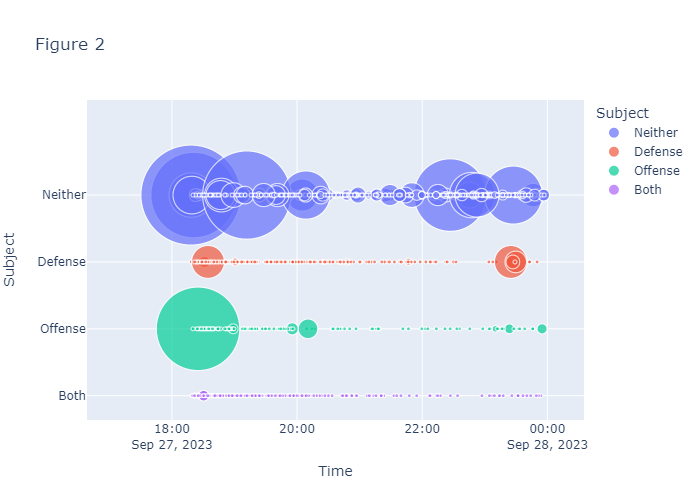 Figure 2
Subject
Neither
Defense
Offense
Both
Neither
Defense
Offense
Both
Subject
18:00
Sep 27, 2023
20:00
22:00
00:00
Sep 28, 2023
Time